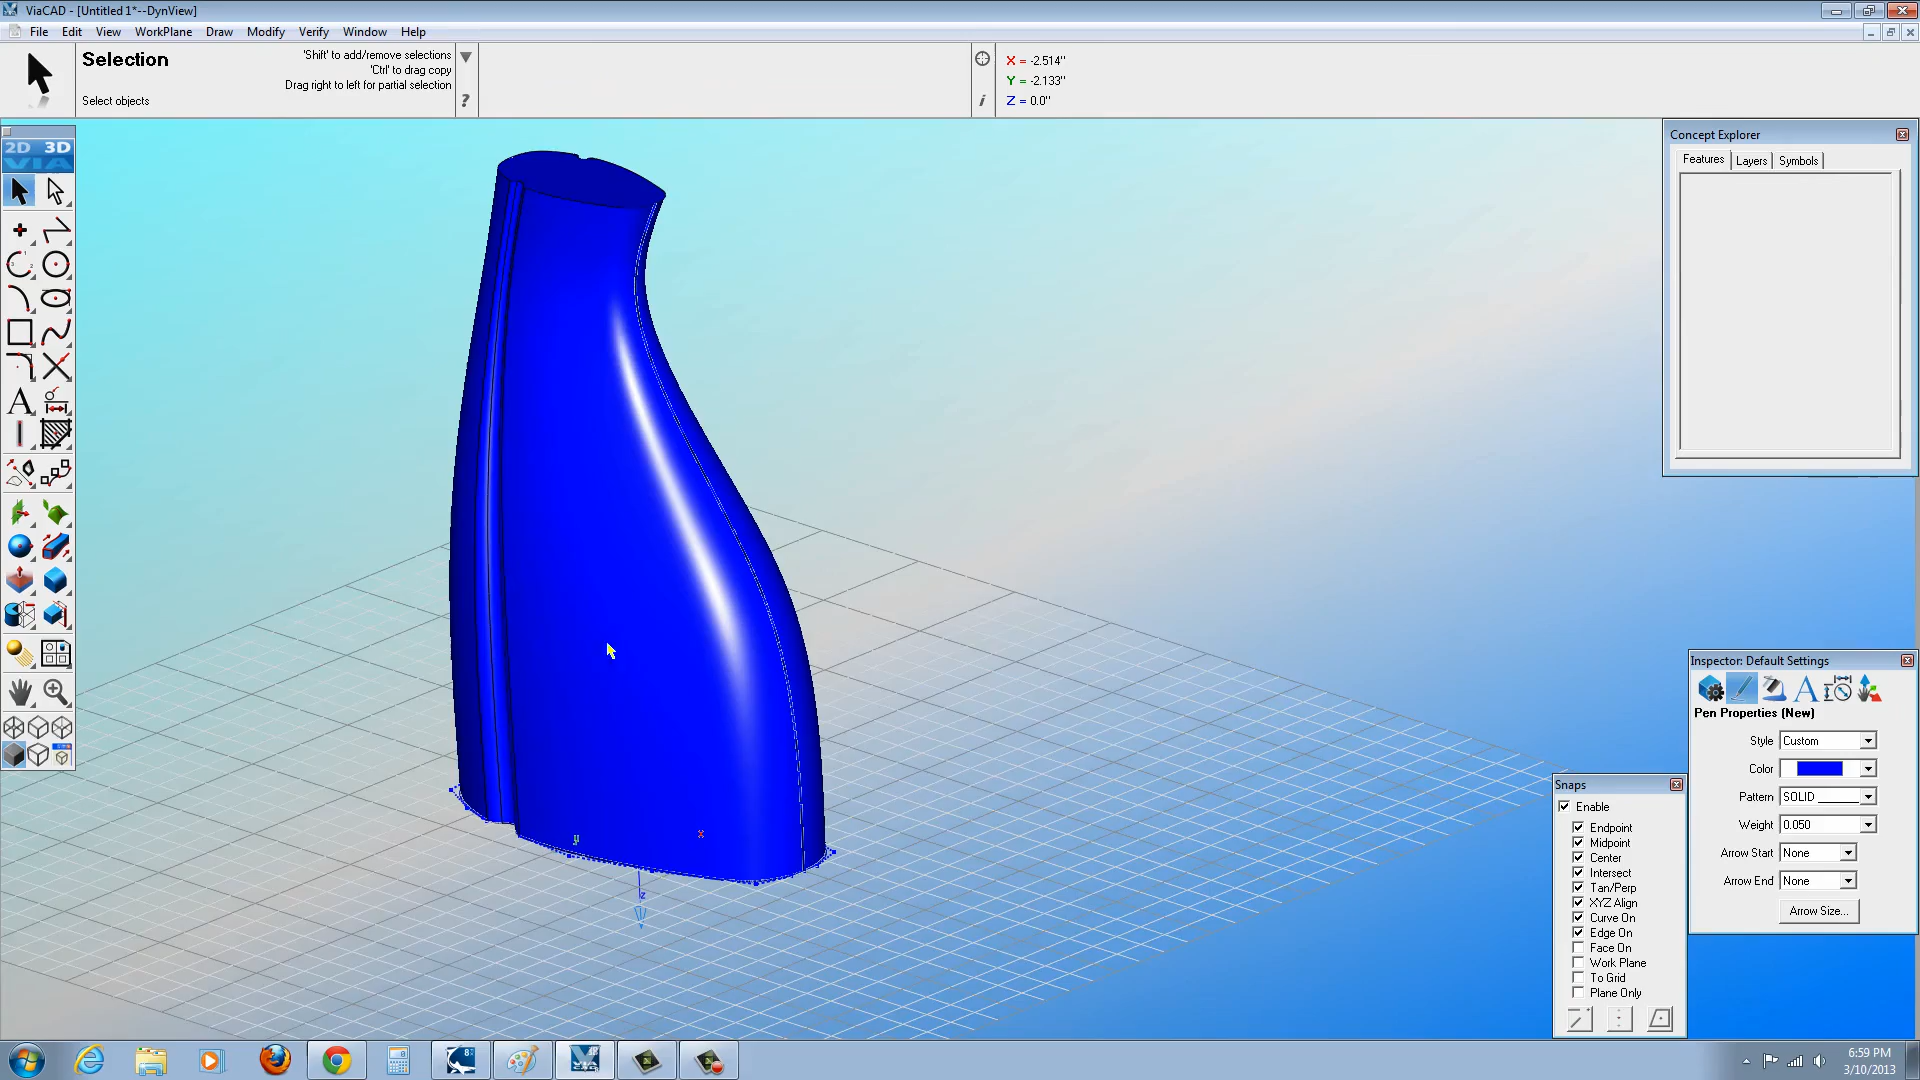 ViaCAD - [Untitled 1*--DynView]
File Edit View WorkPlane Draw Modify Verify Window Help
Selection
'Shift' to add/remove selections
'Ctrl' to drag copy
Drag right to left for partial selection
Select objects
?
i
X = -2.514"
Y = -2.133"
Z = 0.0"
2D 3D
VIA
A
Concept Explorer
Features Layers Symbols
y
x
z
Inspector: Default Settings
A
Pen Properties (New)
Style Custom
Color
Pattern SOLID
Weight 0.050
Arrow Start None
Arrow End None
Arrow Size...
Snaps
Enable
Endpoint
Midpoint
Center
Intersect
Tan/Perp
XYZ Align
Curve On
Edge On
Face On
Work Plane
To Grid
Plane Only
6:59 PM
3/10/2013